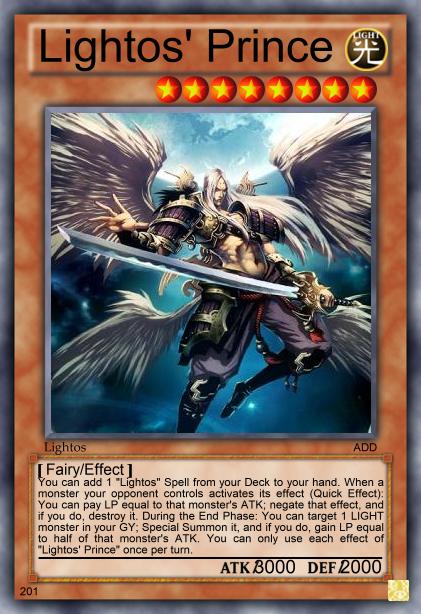 Lightos' Prince
LIGHT
光
Lightos
ADD
[ Fairy/Effect ]
You can add 1 "Lightos" Spell from your Deck to your hand. When a
monster your opponent controls activates its effect (Quick Effect):
You can pay LP equal to that monster's ATK; negate that effect, and
if you do, destroy it. During the End Phase: You can target 1 LIGHT
monster in your GY; Special Summon it, and if you do, gain LP equal
to half of that monster's ATK. You can only use each effect of
"Lightos' Prince" once per turn.
ATK 3000 DEF 2000
201